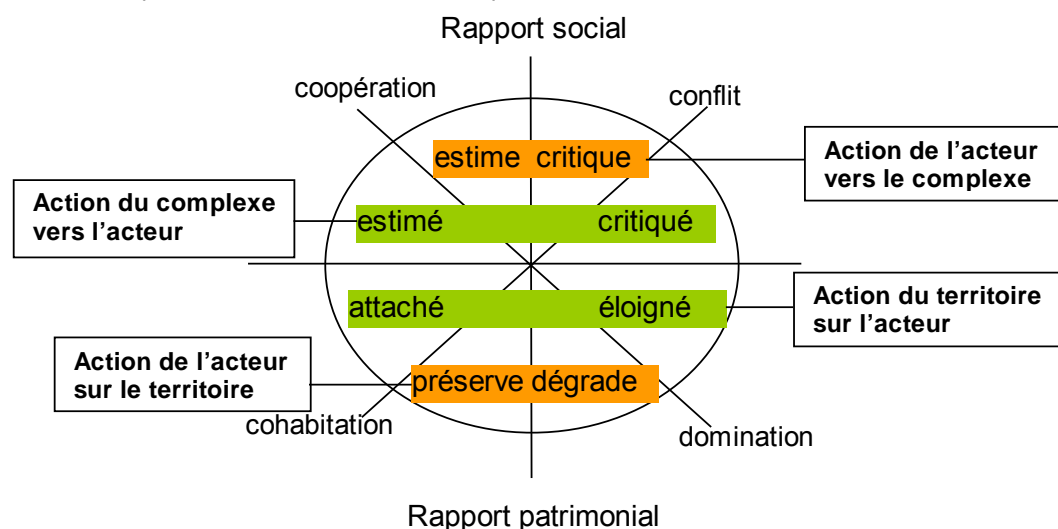 Rapport social
coopération
conflit
estime critique
Action de l’acteur
vers le complexe
Action du complexe
vers l’acteur
estimé critiqué
attaché éloigné
Action du territoire
sur l’acteur
Action de l’acteur
sur le territoire
préserve dégrade
cohabitation
domination
Rapport patrimonial